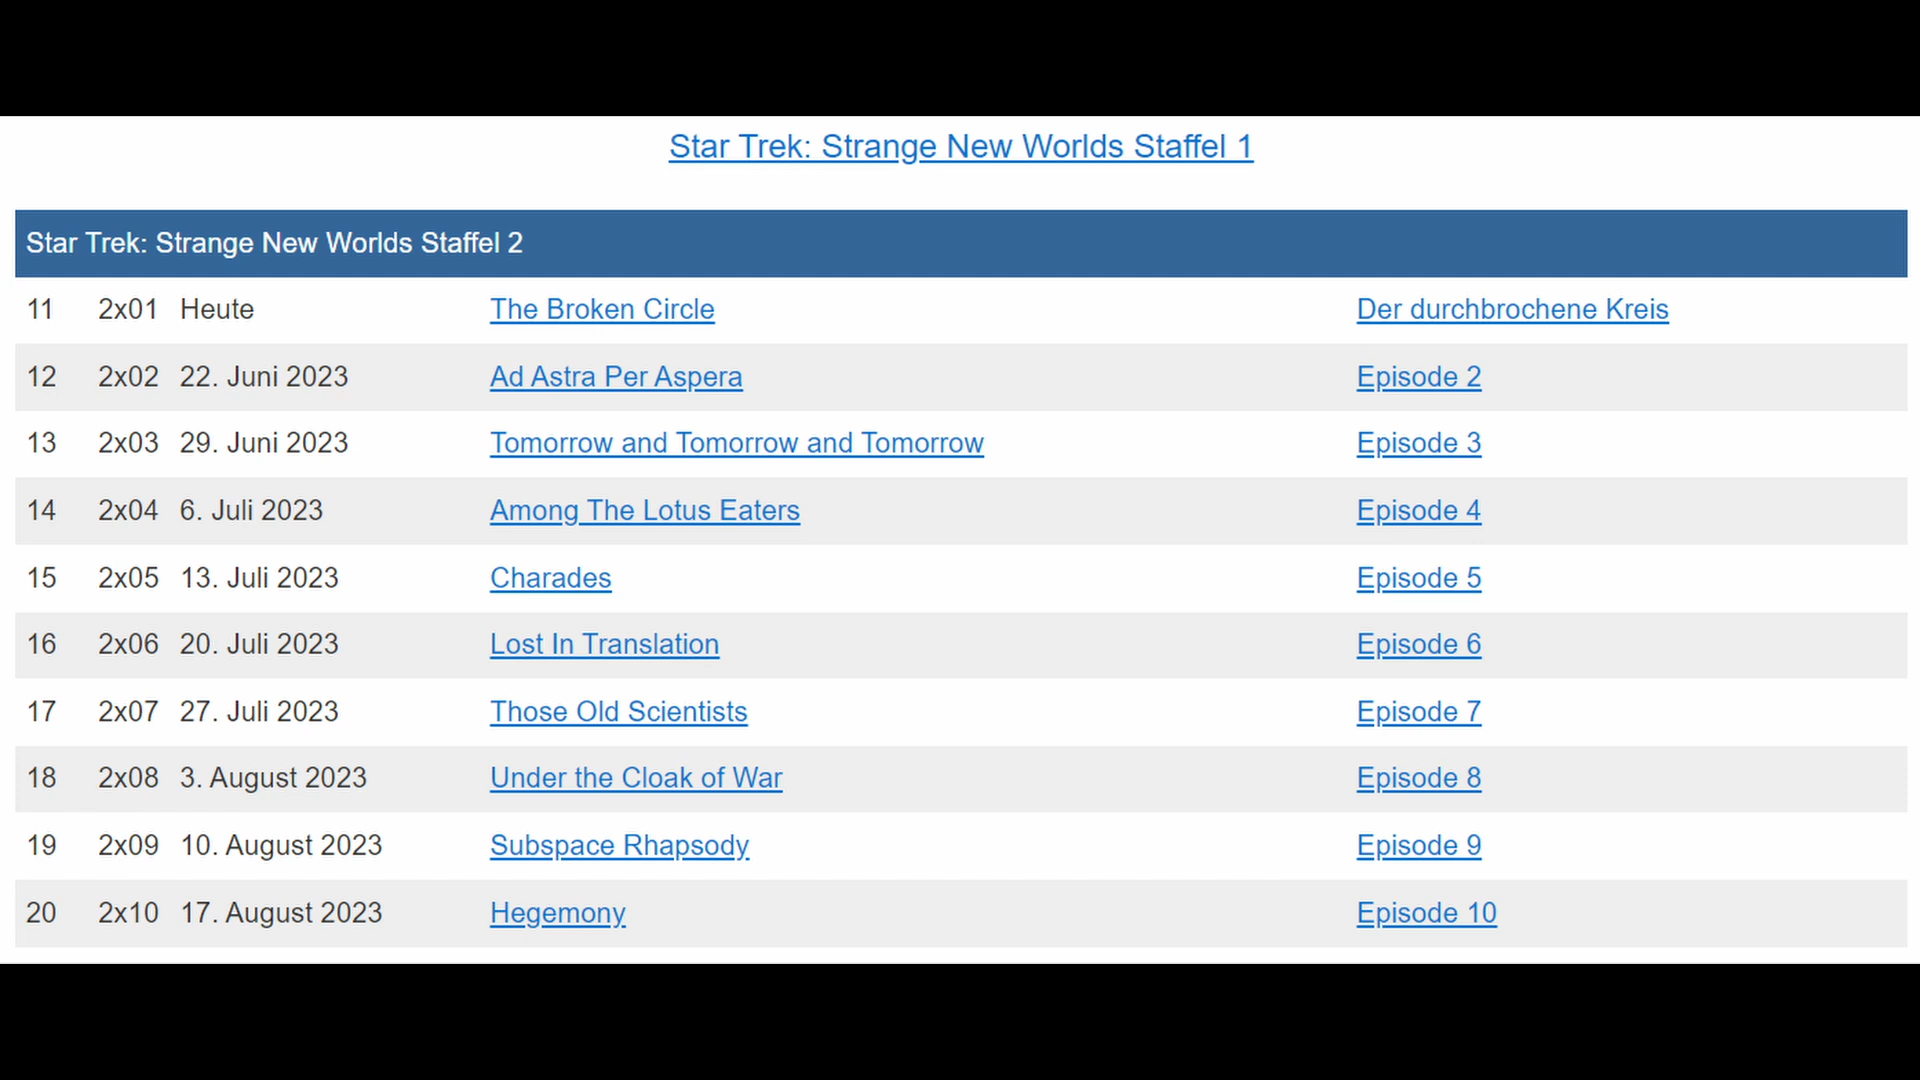 Star Trek: Strange New Worlds Staffel 1
Star Trek: Strange New Worlds Staffel 2
11 2x01 Heute The Broken Circle Der durchbrochene Kreis
12 2x02 22. Juni 2023 Ad Astra Per Aspera Episode 2
13 2x03 29. Juni 2023 Tomorrow and Tomorrow and Tomorrow Episode 3
14 2x04 6. Juli 2023 Among The Lotus Eaters Episode 4
15 2x05 13. Juli 2023 Charades Episode 5
16 2x06 20. Juli 2023 Lost In Translation Episode 6
17 2x07 27. Juli 2023 Those Old Scientists Episode 7
18 2x08 3. August 2023 Under the Cloak of War Episode 8
19 2x09 10. August 2023 Subspace Rhapsody Episode 9
20 2x10 17. August 2023 Hegemony Episode 10